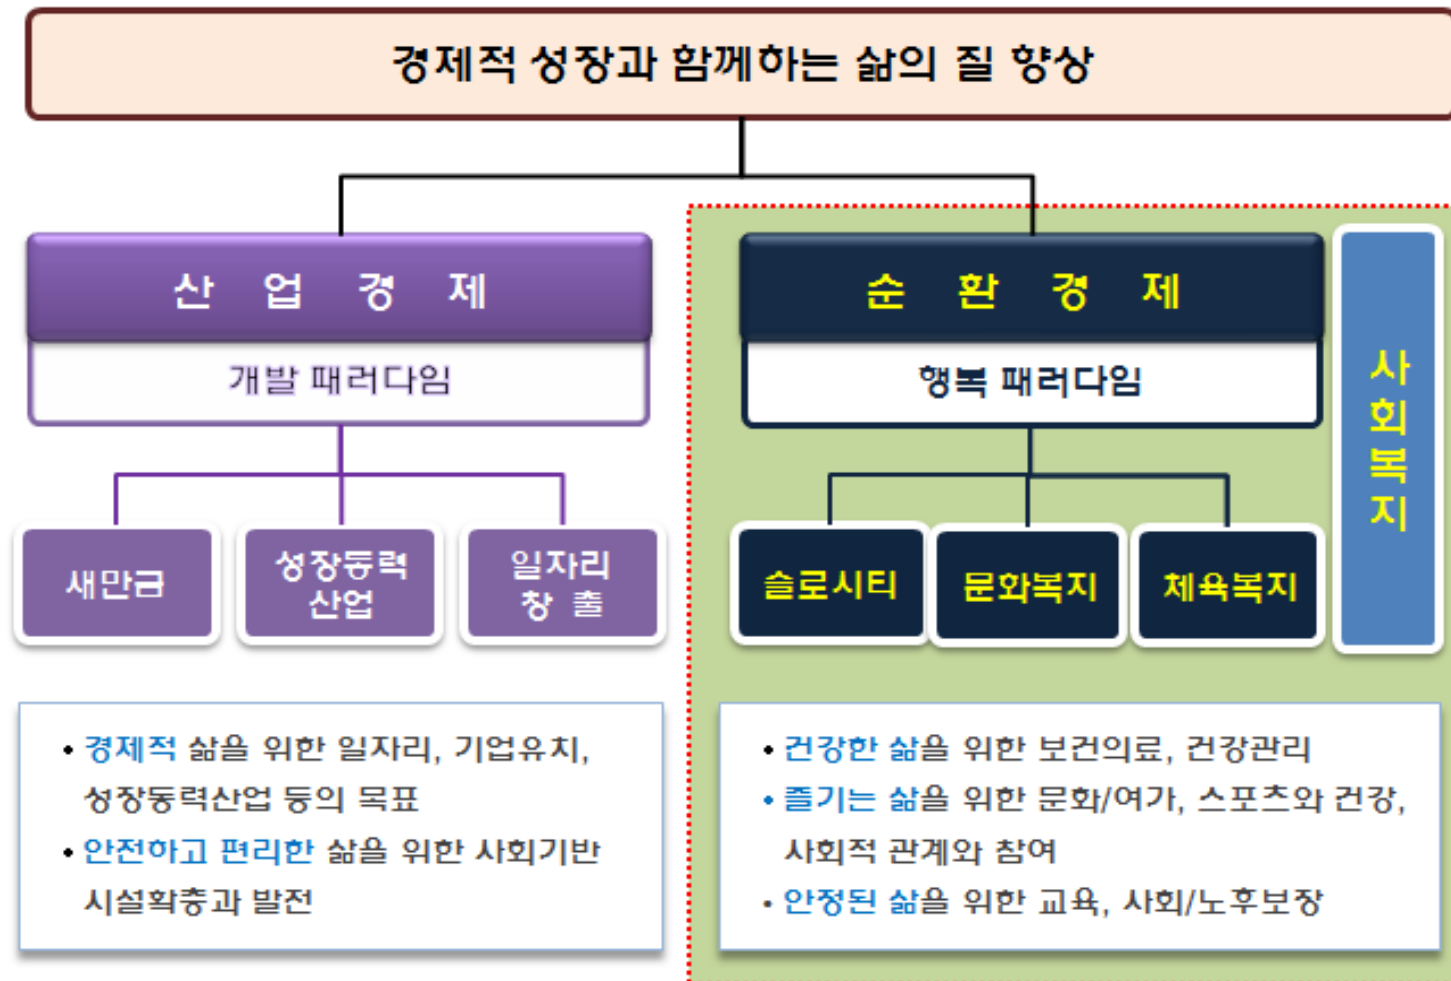 경제적 성장과 함께하는 삶의 질 향상
산 업 경 제
개발 패러다임
새만금
성장동력
산업
일자리
창 출
• 경제적 삶을 위한 일자리, 기업유치,
성장동력산업 등의 목표
• 안전하고 편리한 삶을 위한 사회기반
시설확충과 발전
순 환 경 제
행복 패러다임
슬로시티
문화복지
체육복지
사
회
복
지
• 건강한 삶을 위한 보건의료, 건강관리
• 즐기는 삶을 위한 문화/여가, 스포츠와 건강,
사회적 관계와 참여
• 안정된 삶을 위한 교육, 사회/노후보장